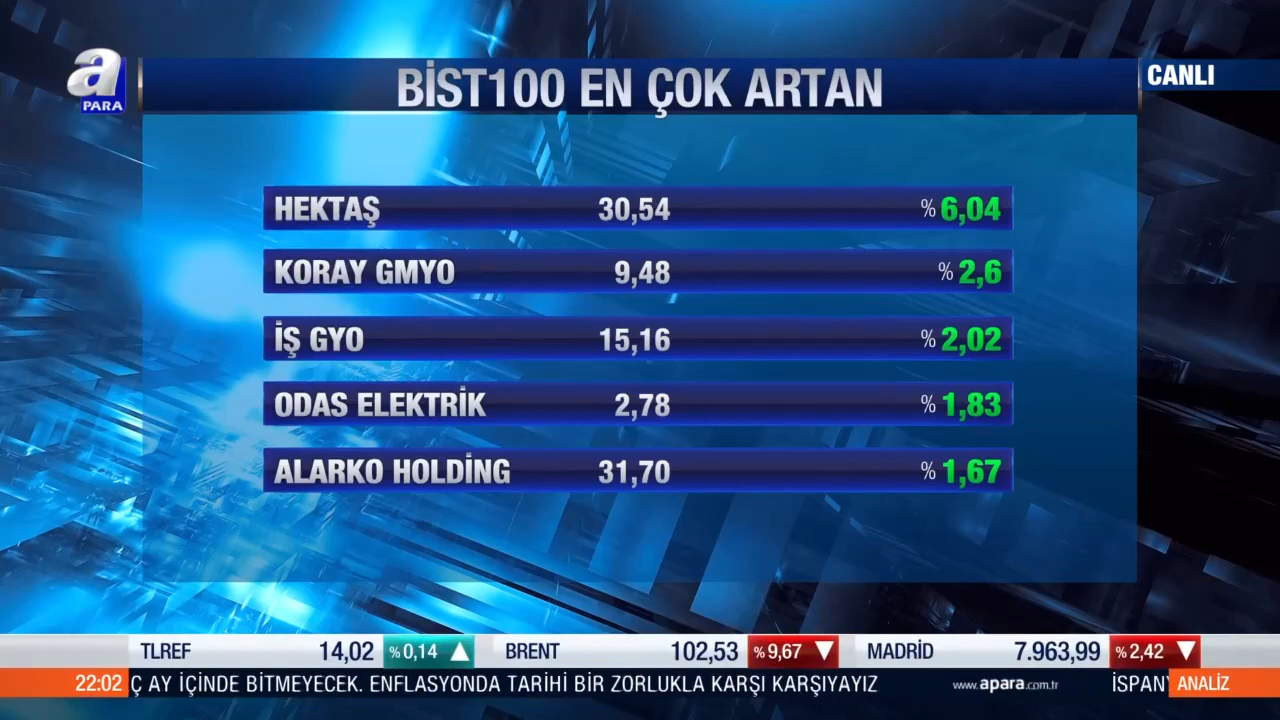 a
PARA
BİST100 EN ÇOK ARTAN
CANLI
HEKTAŞ 30,54 % 6,04
KORAY GMYO 9,48 % 2,6
İŞ GYO 15,16 % 2,02
ODAS ELEKTRİK 2,78 % 1,83
ALARKO HOLDİNG 31,70 % 1,67
TLREF 14,02 %0,14 BRENT 102,53 %9,67 MADRID 7.963,99 %2,42
22:02 Ç AY İÇİNDE BİTMEYECEK. ENFLASYONDA TARİHİ BİR ZORLUKLA KARŞI KARŞIYAYIZ www.apara.com.tr İSPANY ANALİZ